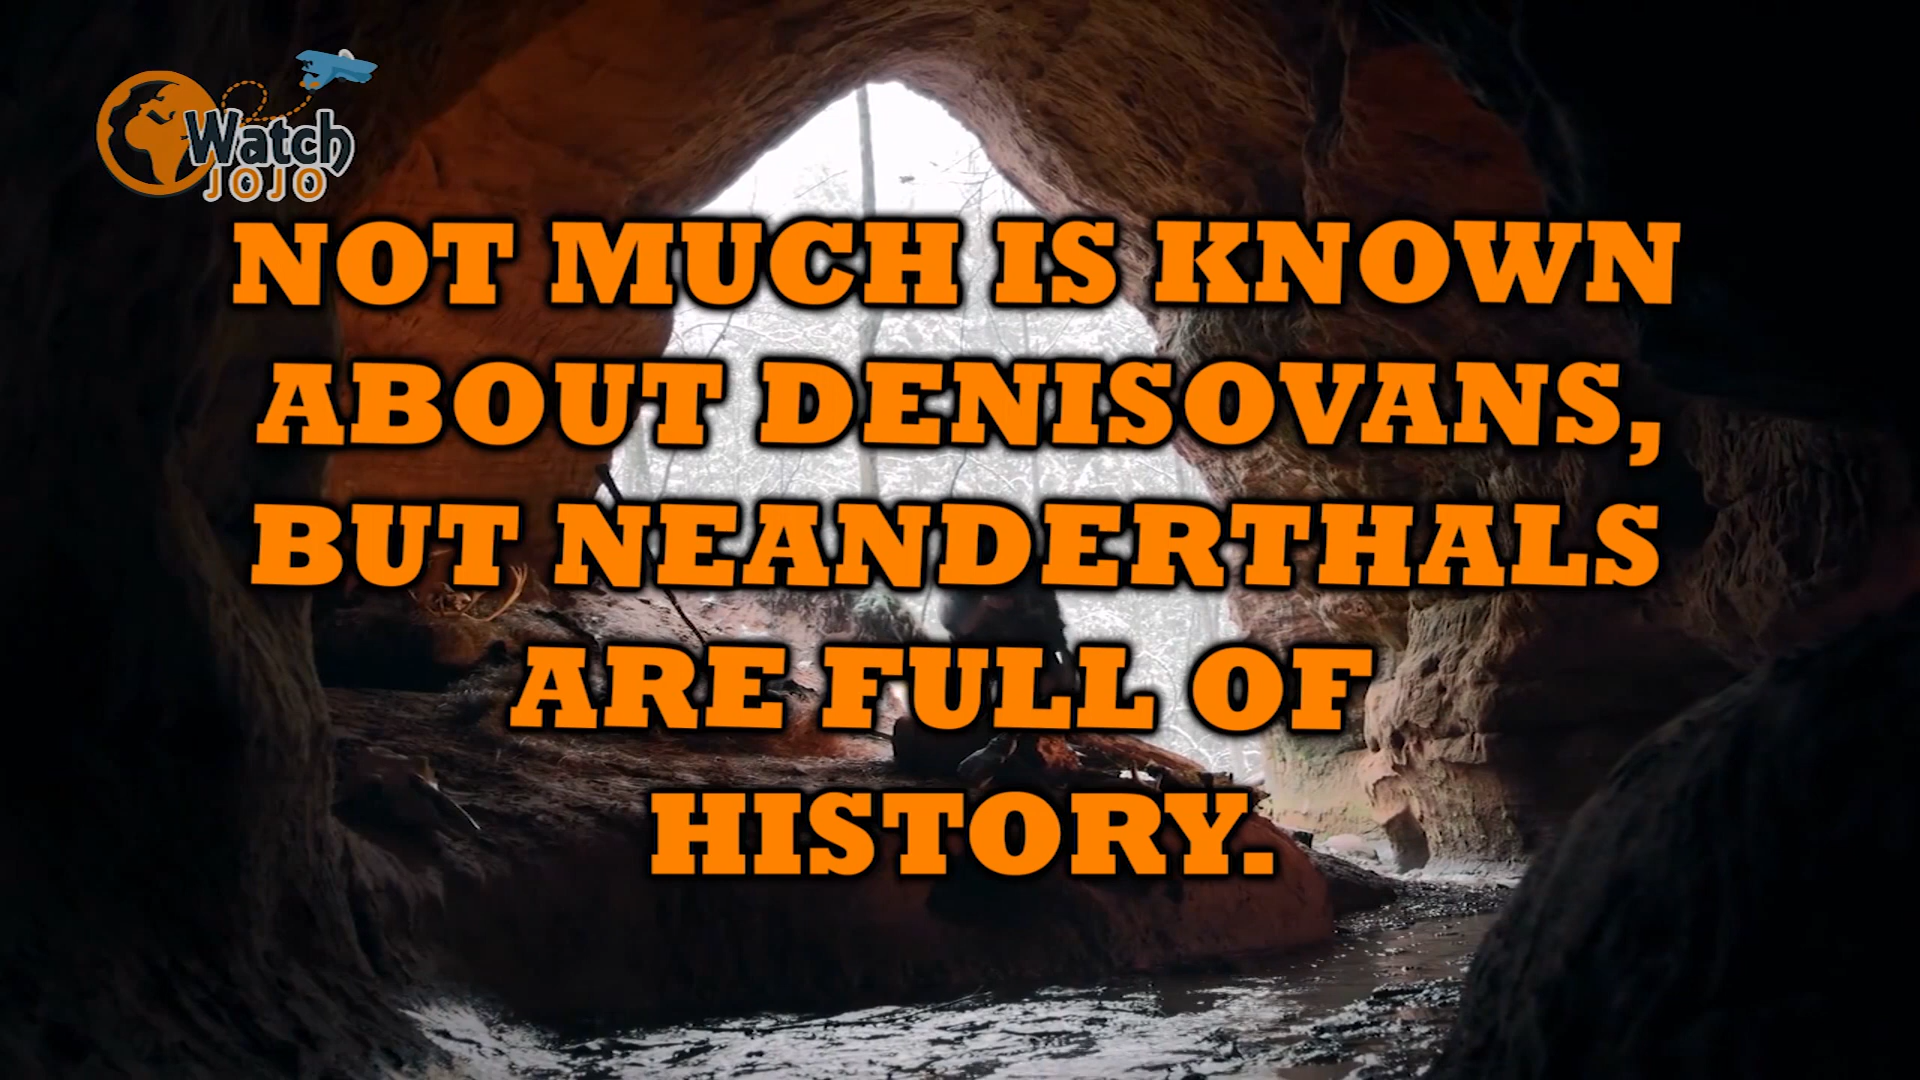 Watch
JOJO
NOT MUCH IS KNOWN
ABOUT DENISOVANS,
BUT NEANDERTHALS
ARE FULL OF
HISTORY.